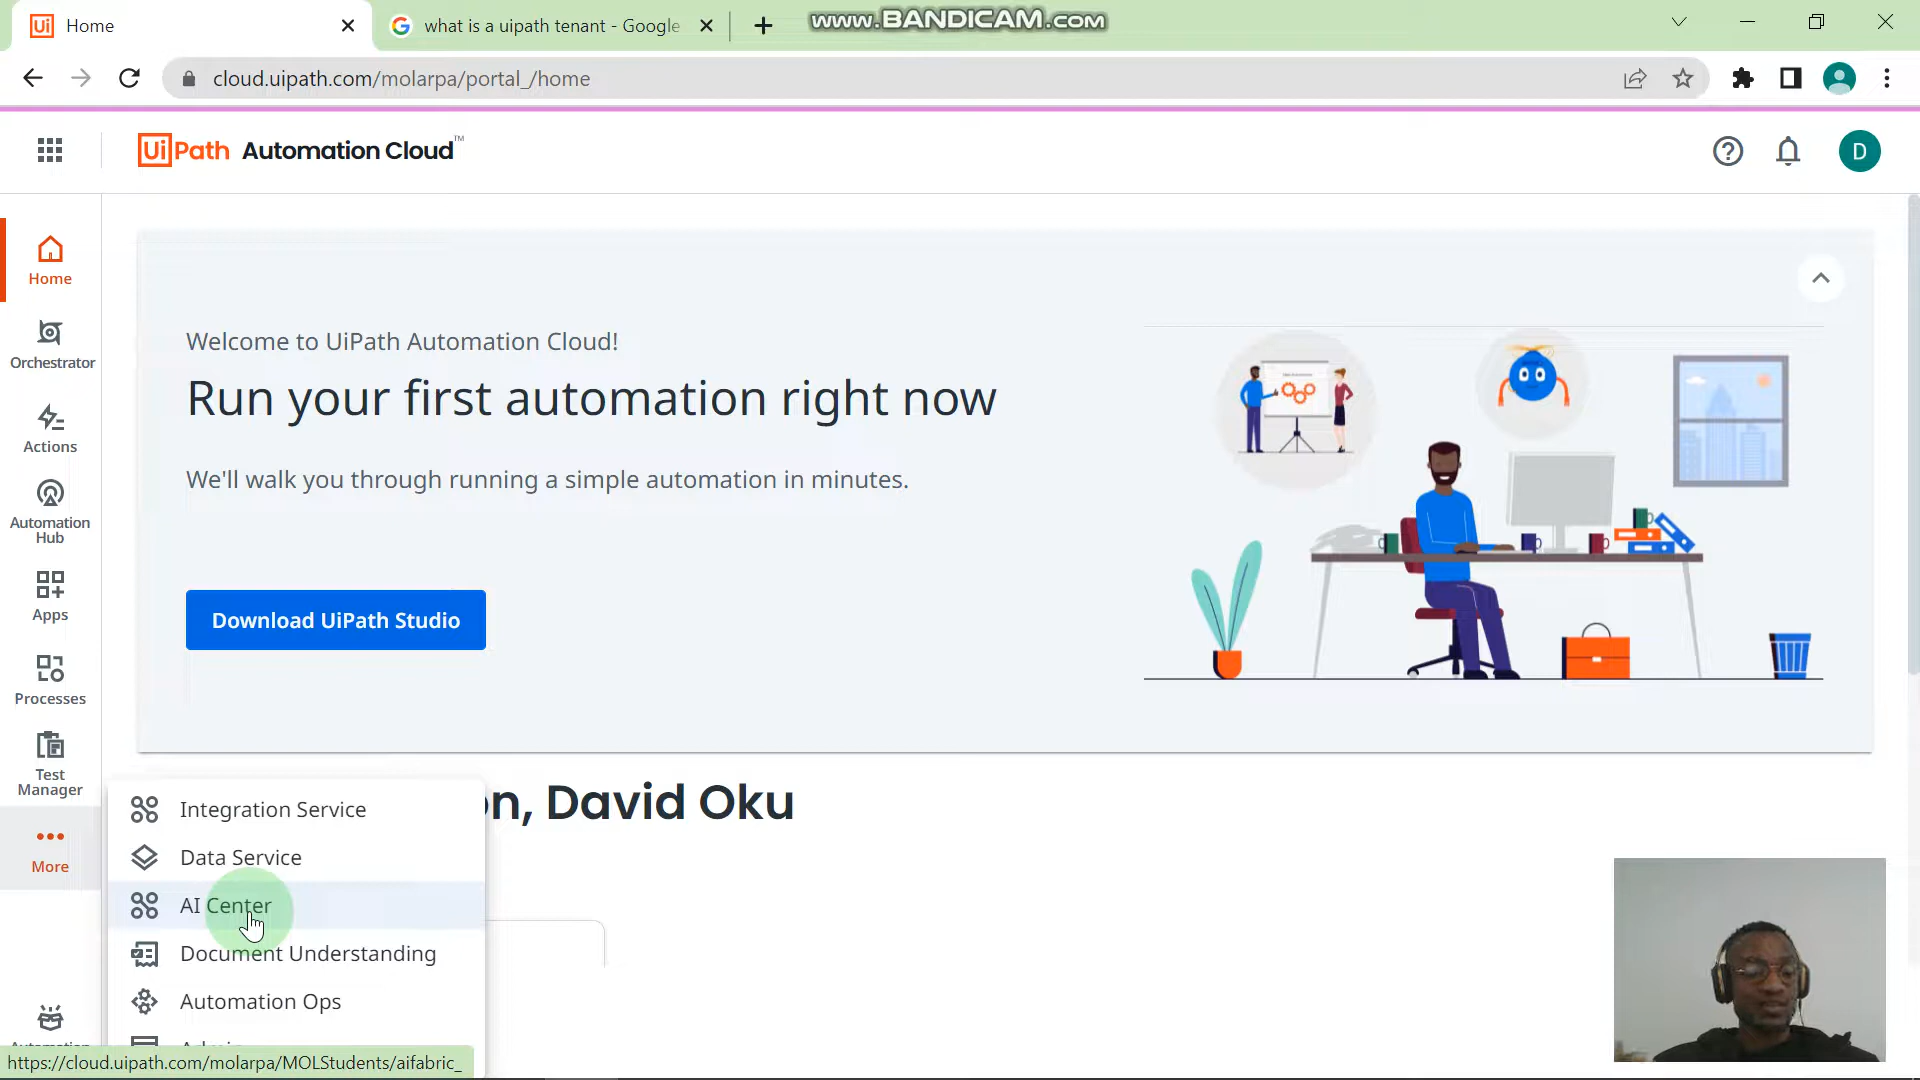 Home
what is a uipath tenant - Google
www.BANDICAM.com
cloud.uipath.com/molarpa/portal_/home
UiPath Automation Cloud™
D
Home
Orchestrator
Actions
Automation
Hub
Apps
Processes
Test
Manager
More
Welcome to UiPath Automation Cloud!
Run your first automation right now
We'll walk you through running a simple automation in minutes.
Download UiPath Studio
n, David Oku
Integration Service
Data Service
AI Center
Document Understanding
Automation Ops
https://cloud.uipath.com/molarpa/MOLStudents/aifabric_